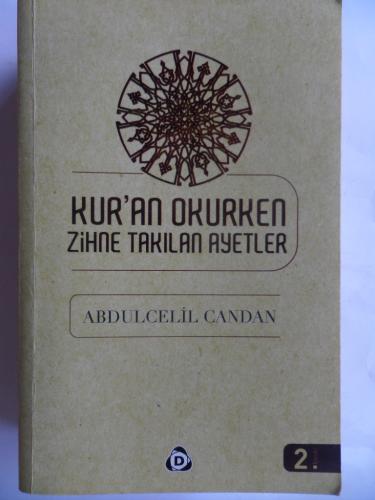 KUR'AN OKURKEN
ZİHNE TAKILAN AYETLER
ABDULCELİL CANDAN
D
2.